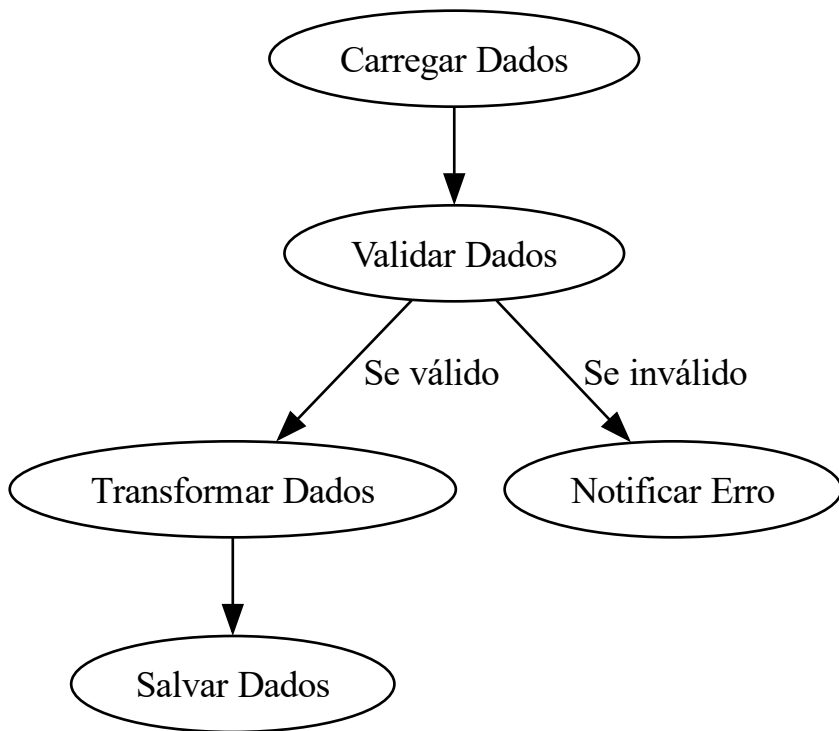 Carregar Dados
Validar Dados
Se válido
Se inválido
Transformar Dados
Notificar Erro
Salvar Dados